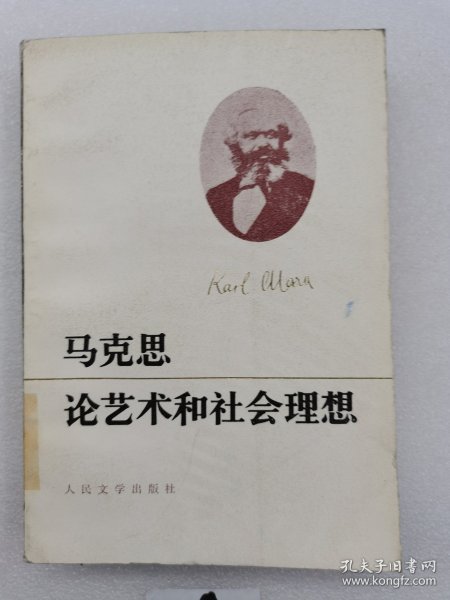 Karl Marx
马克思
论艺术和社会理想
人民文学出版社
孔夫子旧书网
www.kongfz.com